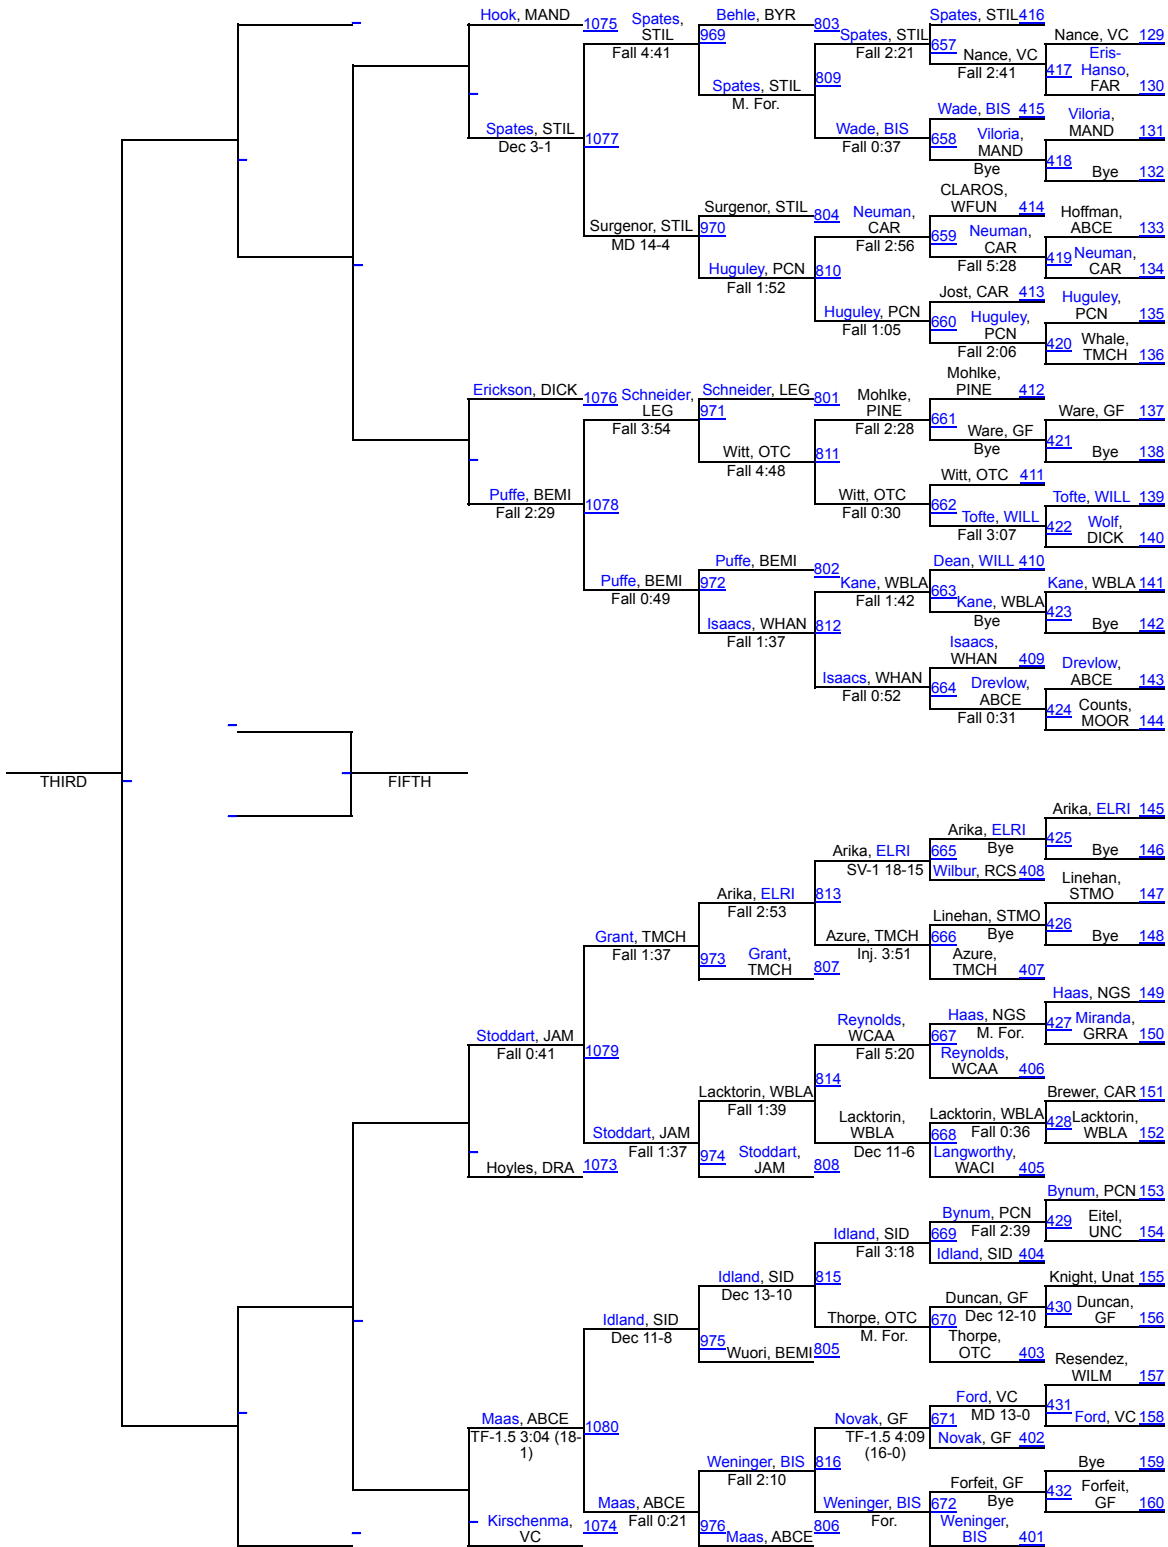 Hook, MAND
1075
Spates,
STIL
Fall 4:41
Behle, BYR
803
969
Spates, STIL
Fall 2:21
Spates, STIL 416
657
Nance, VC
Fall 2:41
Nance, VC 129
417
Eris-
Hanso,
FAR
130
Spates, STIL
M. For.
809
Spates, STIL
Dec 3-1
1077
Wade, BIS
Fall 0:37
Wade, BIS 415
658
Viloria,
MAND
Bye
Viloria,
MAND 131
418
Bye 132
Surgenor, STIL
MD 14-4
Surgenor, STIL 804
970
Neuman,
CAR
Fall 2:56
CLAROS,
WFUN 414
659
Neuman,
CAR
Fall 5:28
Hoffman,
ABCE 133
419
Neuman,
CAR 134
Huguley, PCN
Fall 1:52
810
Huguley, PCN
Fall 1:05
Jost, CAR 413
660
Huguley,
PCN
Fall 2:06
Huguley,
PCN 135
420
Whale,
TMCH 136
Erickson, DICK
1076
Schneider,
LEG
Fall 3:54
Schneider, LEG 801
971
Mohlke,
PINE
Fall 2:28
Mohlke,
PINE 412
661
Ware, GF
Bye
Ware, GF 137
421
Bye 138
Witt, OTC
Fall 4:48
811
Witt, OTC
Fall 0:30
Witt, OTC 411
662
Tofte, WILL
Fall 3:07
Tofte, WILL 139
422
Wolf,
DICK 140
Puffe, BEMI
Fall 2:29
1078
Puffe, BEMI
Fall 0:49
Puffe, BEMI 802
972
Kane, WBLA
Fall 1:42
Dean, WILL 410
663
Kane, WBLA
Bye
Kane, WBLA 141
423
Bye 142
Isaacs, WHAN
Fall 1:37
812
Isaacs, WHAN
Fall 0:52
Isaacs,
WHAN 409
664
Drevlow,
ABCE
Fall 0:31
Drevlow,
ABCE 143
424
Counts,
MOOR 144
THIRD
FIFTH
Arika, ELRI 145
Arika, ELRI
Bye
425
Bye 146
Arika, ELRI
SV-1 18-15
665
Wilbur, RCS 408
Linehan,
STMO 147
Arika, ELRI
Fall 2:53
813
Linehan, STMO
Bye
426
Bye 148
Azure, TMCH
Inj. 3:51
666
Azure,
TMCH 407
Grant, TMCH
Fall 1:37
973
Grant,
TMCH 807
Haas, NGS 149
Haas, NGS
M. For.
427
Miranda,
GRRA 150
Reynolds,
WCAA
Fall 5:20
667
Reynolds,
WCAA 406
Stoddart, JAM
Fall 0:41
1079
814
Lacktorin, WBLA
Fall 1:39
Brewer, CAR 151
Lacktorin, WBLA
Fall 0:36
428
Lacktorin,
WBLA 152
Lacktorin,
WBLA
Dec 11-6
668
Langworthy,
WACI 405
Stoddart, JAM
Fall 1:37
974
Stoddart,
JAM 808
Hoyles, DRA 1073
Bynum, PCN 153
Bynum, PCN
Fall 2:39
429
Eitel,
UNC 154
Idland, SID
Fall 3:18
669
Idland, SID 404
Idland, SID
Dec 13-10
815
Knight, Unat 155
Duncan, GF
Dec 12-10
430
Duncan,
GF 156
Thorpe, OTC
M. For.
670
Thorpe,
OTC 403
Idland, SID
Dec 11-8
975
Wuori, BEMI 805
Resendez,
WILM 157
Ford, VC
MD 13-0
431
Ford, VC 158
Maas, ABCE
TF-1.5 3:04 (18-
1)
1080
Novak, GF
TF-1.5 4:09
(16-0)
671
Novak, GF 402
Weninger, BIS
Fall 2:10
816
Bye 159
Forfeit, GF
Bye
432
Forfeit,
GF 160
Weninger, BIS
For.
672
Weninger,
BIS 401
Maas, ABCE
Fall 0:21
976
Maas, ABCE 806
Kirschenma,
VC
1074